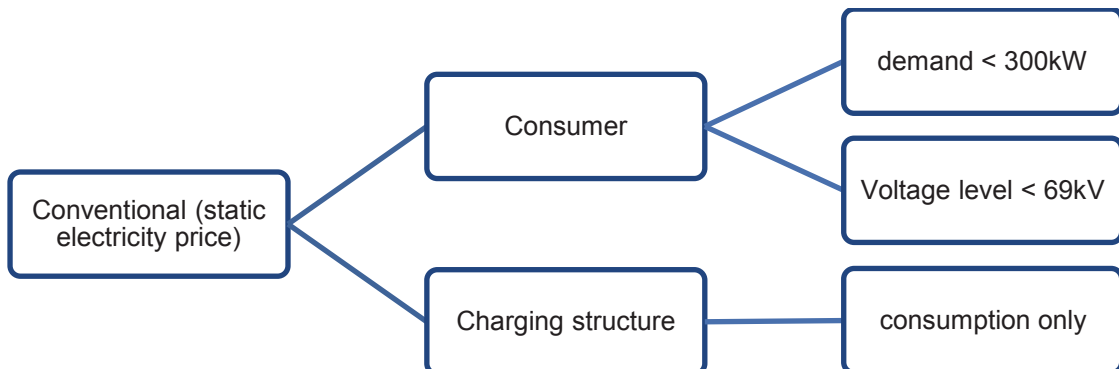 demand < 300kW
Consumer
Voltage level < 69kV
Conventional (static
electricity price)
Charging structure
consumption only